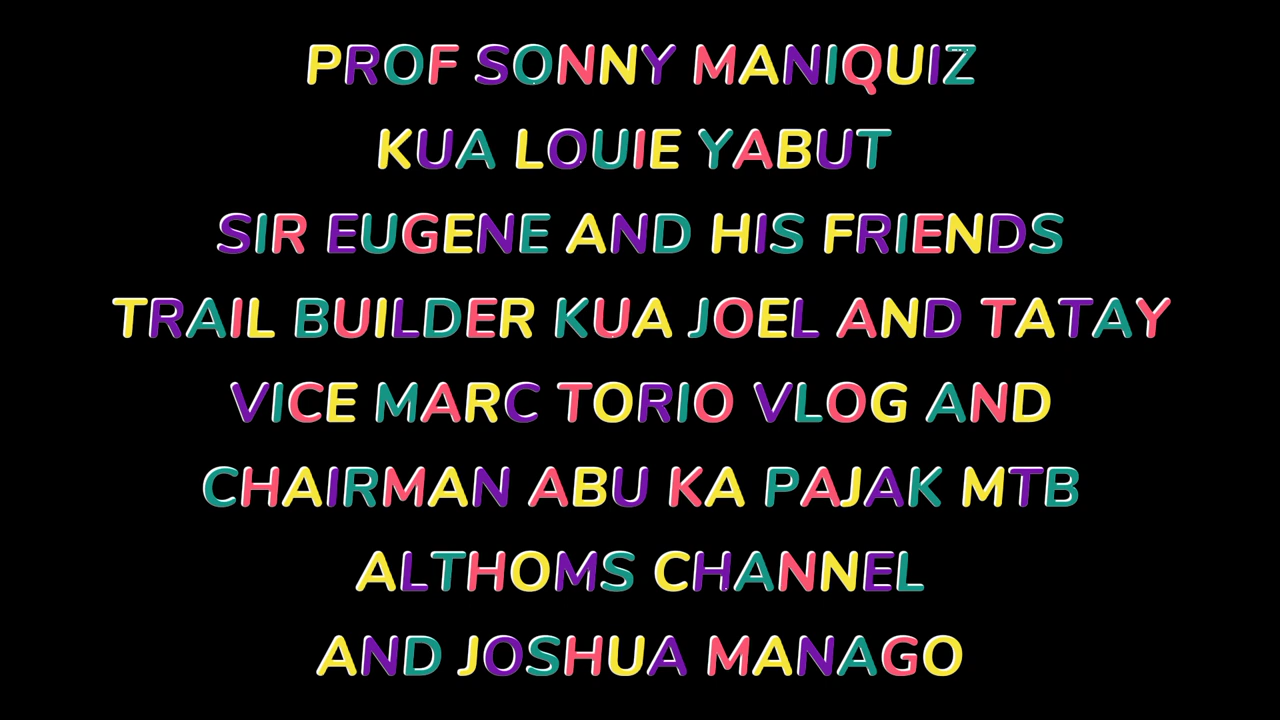 PROF SONNY MANIQUIZ
KUA LOUIE YABUT
SIR EUGENE AND HIS FRIENDS
TRAIL BUILDER KUA JOEL AND TATAY
VICE MARC TORIO VLOG AND
CHAIRMAN ABU KA PAJAK MTB
ALTHOMS CHANNEL
AND JOSHUA MANAGO